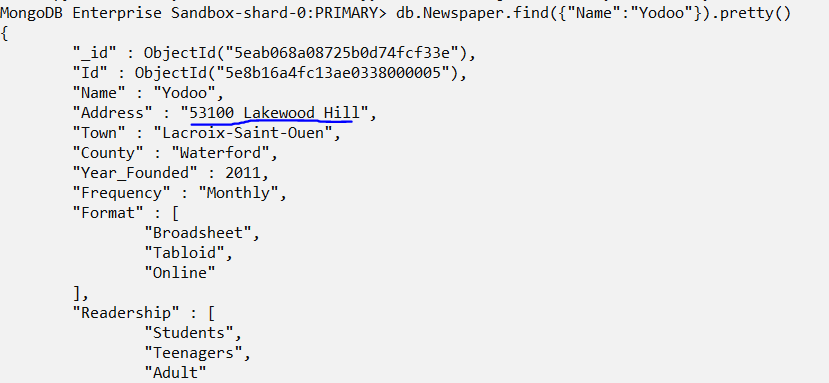 MongoDB Enterprise Sandbox-shard-0:PRIMARY> db.Newspaper.find({"Name":"Yodoo"}).pretty()
{
"_id" : ObjectId("5eab068a08725b0d74fcf33e"),
"Id" : ObjectId("5e8b16a4fc13ae0338000005"),
"Name" : "Yodoo",
"Address" : "53100 Lakewood Hill",
"Town" : "Lacroix-Saint-Ouen",
"County" : "Waterford",
"Year_Founded" : 2011,
"Frequency" : "Monthly",
"Format" : [
"Broadsheet",
"Tabloid",
"Online"
],
"Readership" : [
"Students",
"Teenagers",
"Adult"